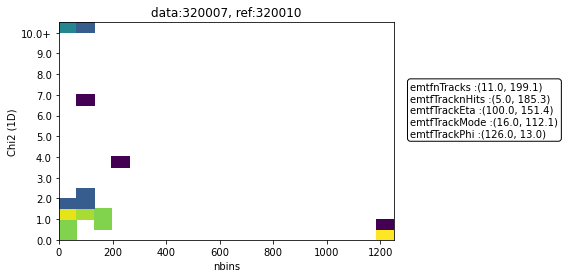 data:320007, ref:320010
10.0+
9.0
8.0
7.0
6.0
5.0
4.0
3.0
2.0
1.0
0.0
Chi2 (1D)
0 200 400 600 800 1000 1200
nbins
emtfnTracks :(11.0, 199.1)
emtfTracknHits :(5.0, 185.3)
emtfTrackEta :(100.0, 151.4)
emtfTrackMode :(16.0, 112.1)
emtfTrackPhi :(126.0, 13.0)